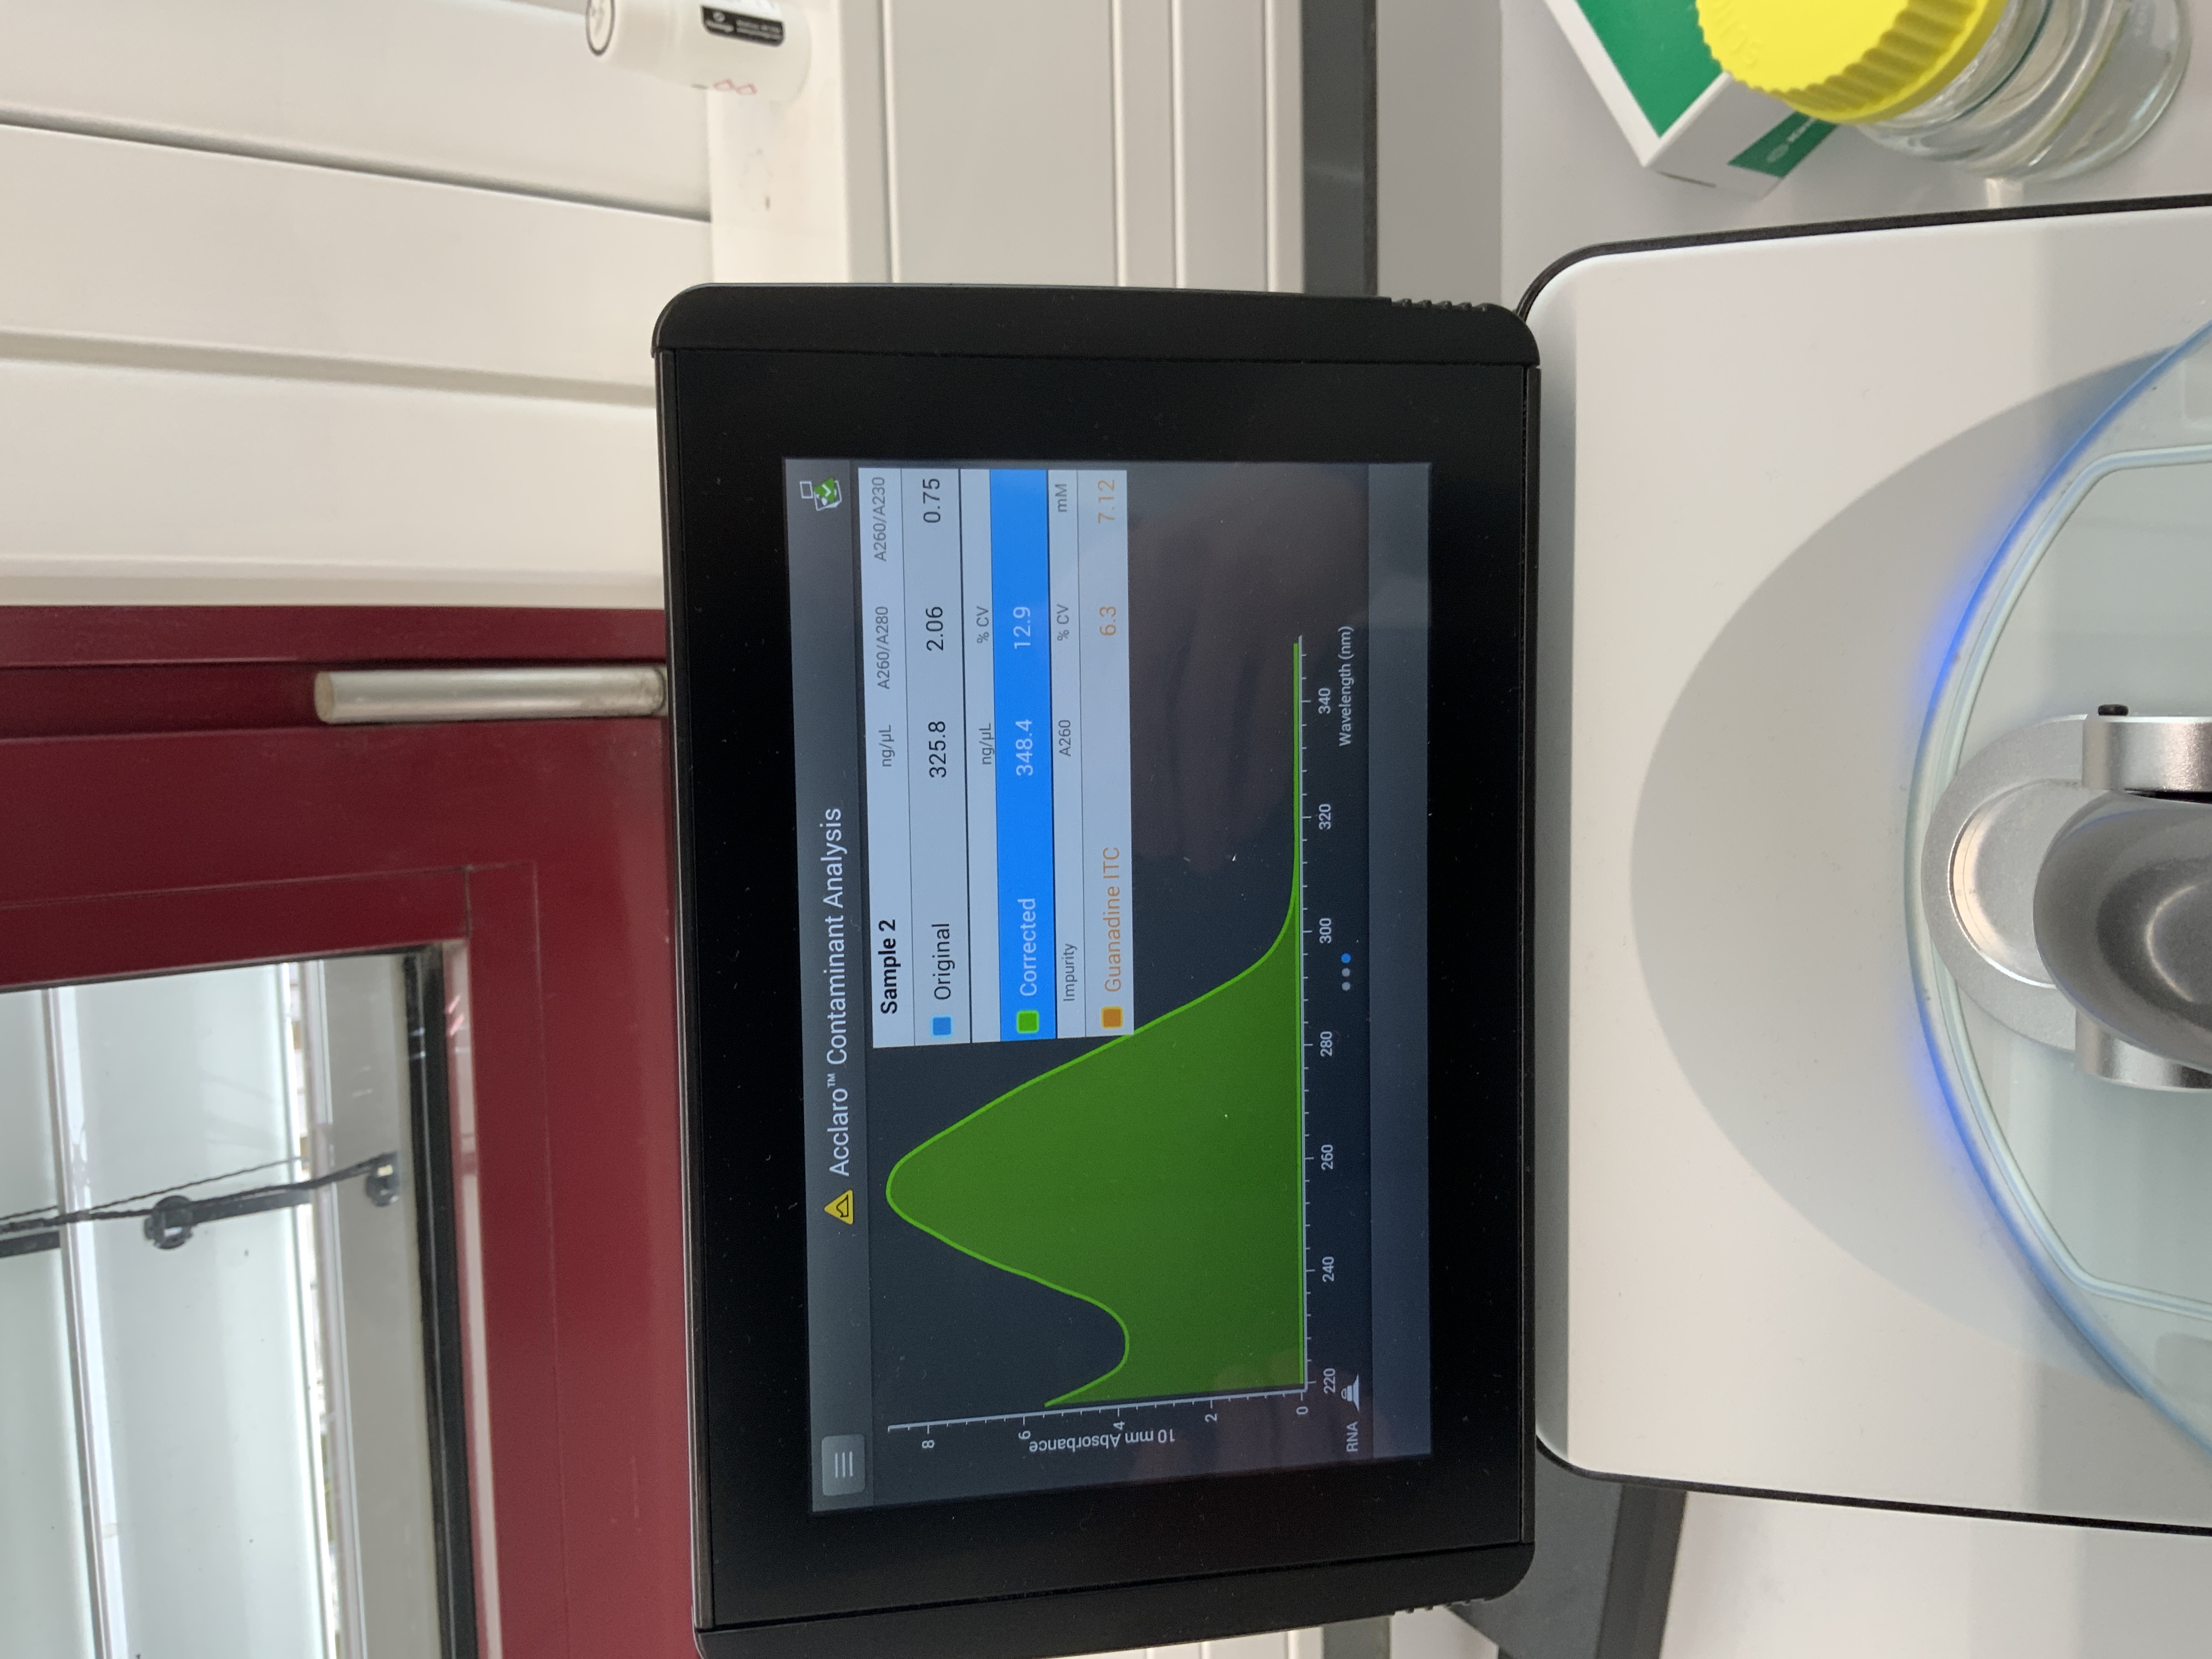 Acclaro™ Contaminant Analysis
Sample 2 ng/µL A260/A280 A260/A230
Original 325.8 2.06 0.75
ng/µL % CV
Corrected 348.4 12.9
Impurity A260 % CV mM
Guanadine ITC 6.3 7.12
10 mm Absorbance
8
6
4
2
0
220 240 260 280 300 320 340
RNA
Wavelength (nm)